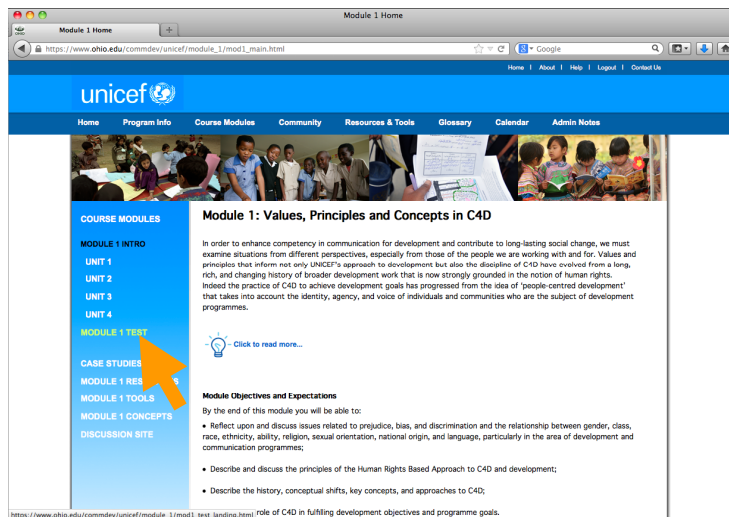 Module 1 Home
Module 1 Home
https://www.ohio.edu/commdev/unicef/module_1/mod1_main.html
Google
Home | About | Help | Logout | Contact Us
unicef
Home Program Info Course Modules Community Resources & Tools Glossary Calendar Admin Notes
COURSE MODULES
MODULE 1 INTRO
UNIT 1
UNIT 2
UNIT 3
UNIT 4
MODULE 1 TEST
CASE STUDIES
MODULE 1 RES S
MODULE 1 TOOLS
MODULE 1 CONCEPTS
DISCUSSION SITE
Module 1: Values, Principles and Concepts in C4D
In order to enhance competency in communication for development and contribute to long-lasting social change, we must
examine situations from different perspectives, especially from those of the people we are working with and for. Values and
principles that inform not only UNICEF's approach to development but also the discipline of C4D have evolved from a long,
rich, and changing history of broader development work that is now strongly grounded in the notion of human rights.
Indeed the practice of C4D to achieve development goals has progressed from the idea of 'people-centred development'
that takes into account the identity, agency, and voice of individuals and communities who are the subject of development
programmes.
Click to read more...
Module Objectives and Expectations
By the end of this module you will be able to:
• Reflect upon and discuss issues related to prejudice, bias, and discrimination and the relationship between gender, class,
race, ethnicity, ability, religion, sexual orientation, national origin, and language, particularly in the area of development and
communication programmes;
• Describe and discuss the principles of the Human Rights Based Approach to C4D and development;
• Describe the history, conceptual shifts, key concepts, and approaches to C4D;
role of C4D in fulfilling development objectives and programme goals.
https://www.ohio.edu/commdev/unicef/module_1/mod1_test_landing.html